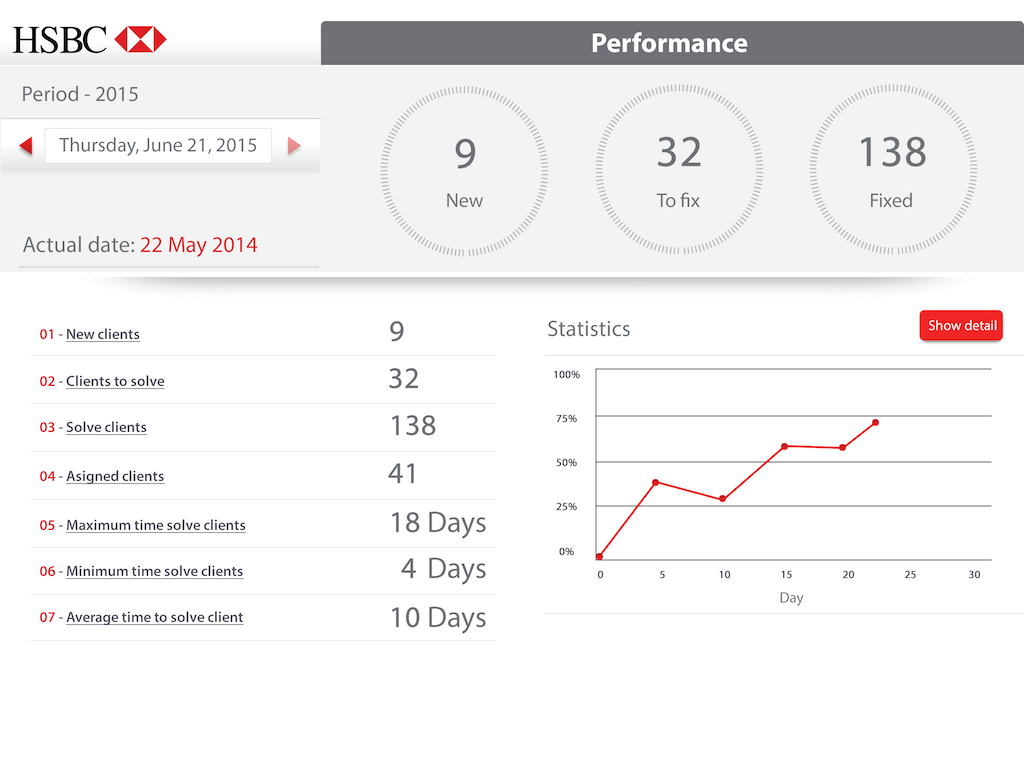 HSBC
Performance
Period - 2015
Thursday, June 21, 2015
Actual date: 22 May 2014
9
New
32
To fix
138
Fixed
01 - New clients 9
02 - Clients to solve 32
03 - Solve clients 138
04 - Asigned clients 41
05 - Maximum time solve clients 18 Days
06 - Minimum time solve clients 4 Days
07 - Average time to solve client 10 Days
Statistics
Show detail
100%
75%
50%
25%
0%
0 5 10 15 20 25 30
Day